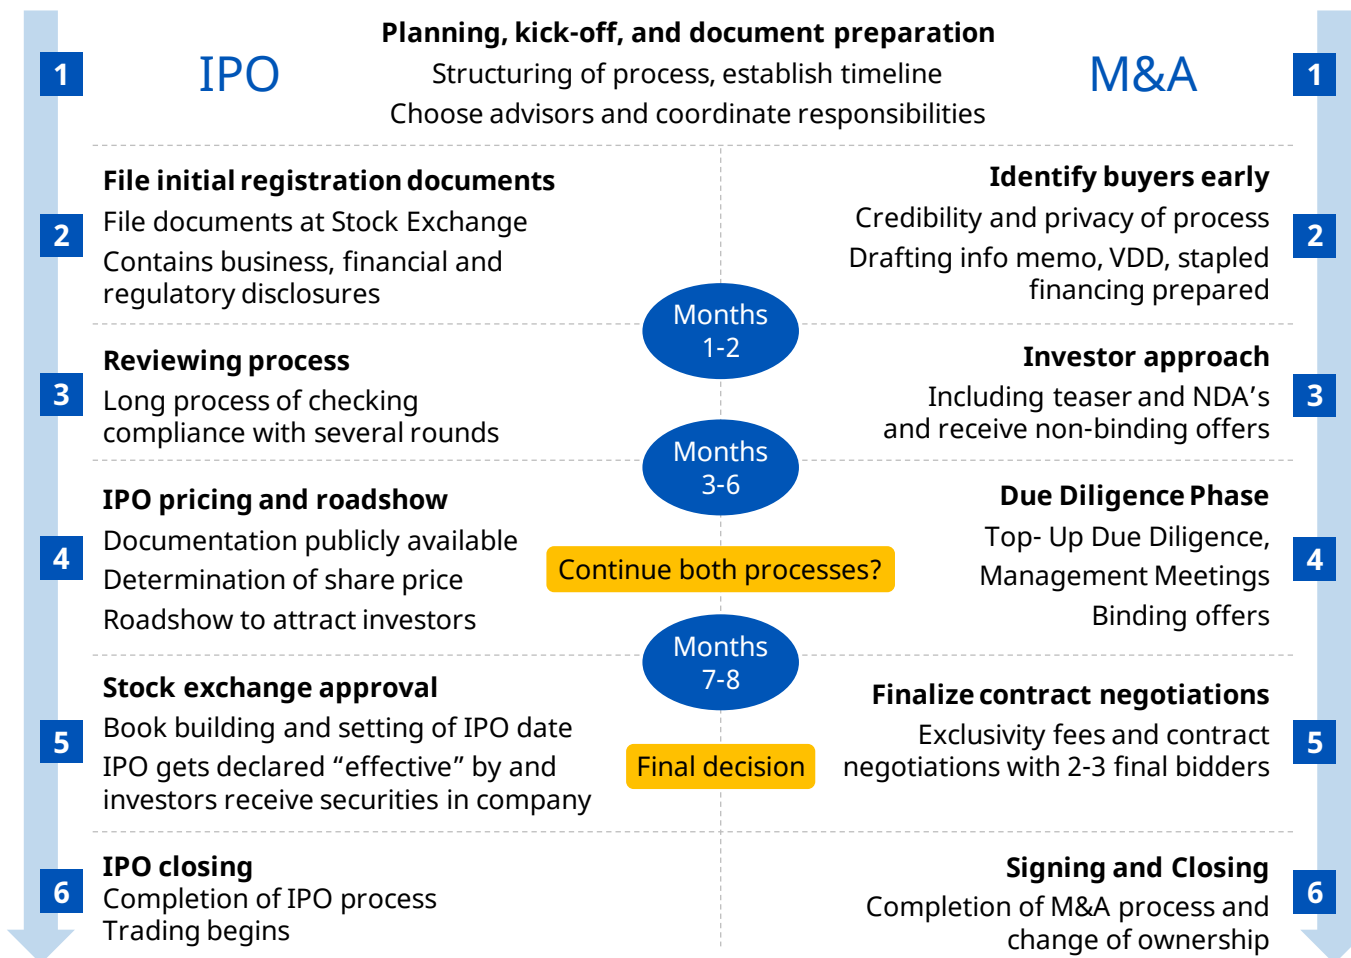 Planning, kick-off, and document preparation
1
IPO
Structuring of process, establish timeline
M&A
1
Choose advisors and coordinate responsibilities
File initial registration documents
2
File documents at Stock Exchange
Contains business, financial and
regulatory disclosures
Identify buyers early
Credibility and privacy of process
2
Drafting info memo, VDD, stapled
financing prepared
Months
1-2
Reviewing process
3
Long process of checking
compliance with several rounds
Investor approach
Including teaser and NDA’s
3
and receive non-binding offers
Months
3-6
IPO pricing and roadshow
Documentation publicly available
4
Determination of share price
Roadshow to attract investors
Continue both processes?
Due Diligence Phase
Top- Up Due Diligence,
4
Management Meetings
Binding offers
Months
7-8
Stock exchange approval
Book building and setting of IPO date
5
IPO gets declared “effective” by and
investors receive securities in company
Final decision
Finalize contract negotiations
Exclusivity fees and contract
5
negotiations with 2-3 final bidders
IPO closing
6
Completion of IPO process
Trading begins
Signing and Closing
6
Completion of M&A process and
change of ownership